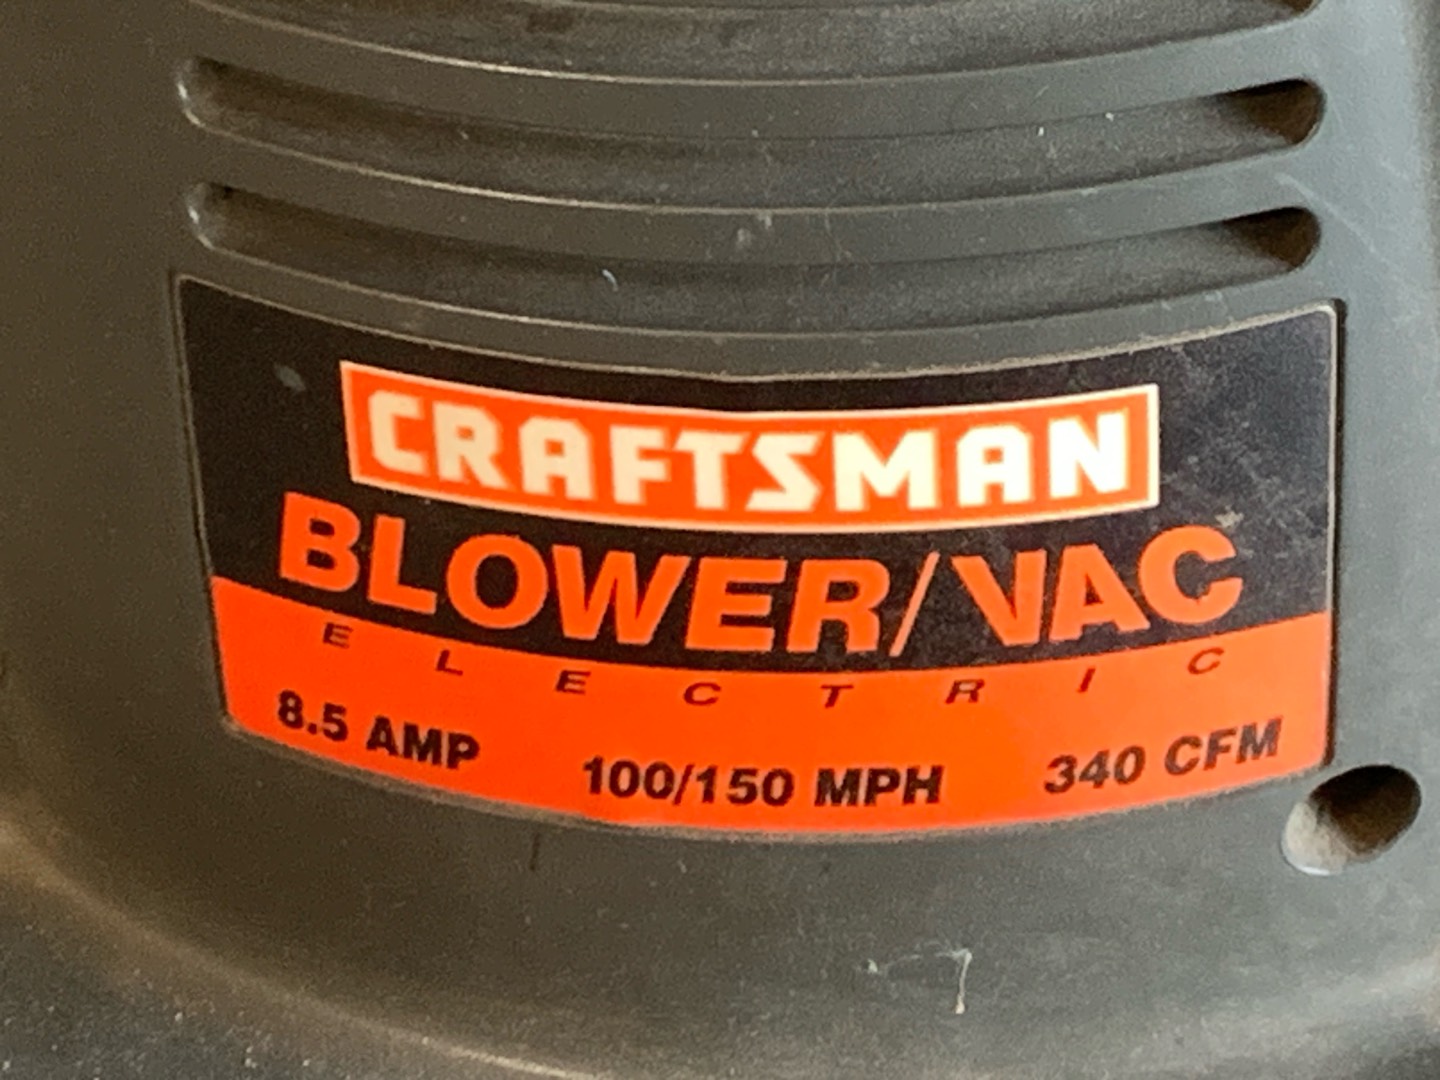 CRAFTSMAN
BLOWER/VAC
ELECTRIC
8.5 AMP 100/150 MPH 340 CFM